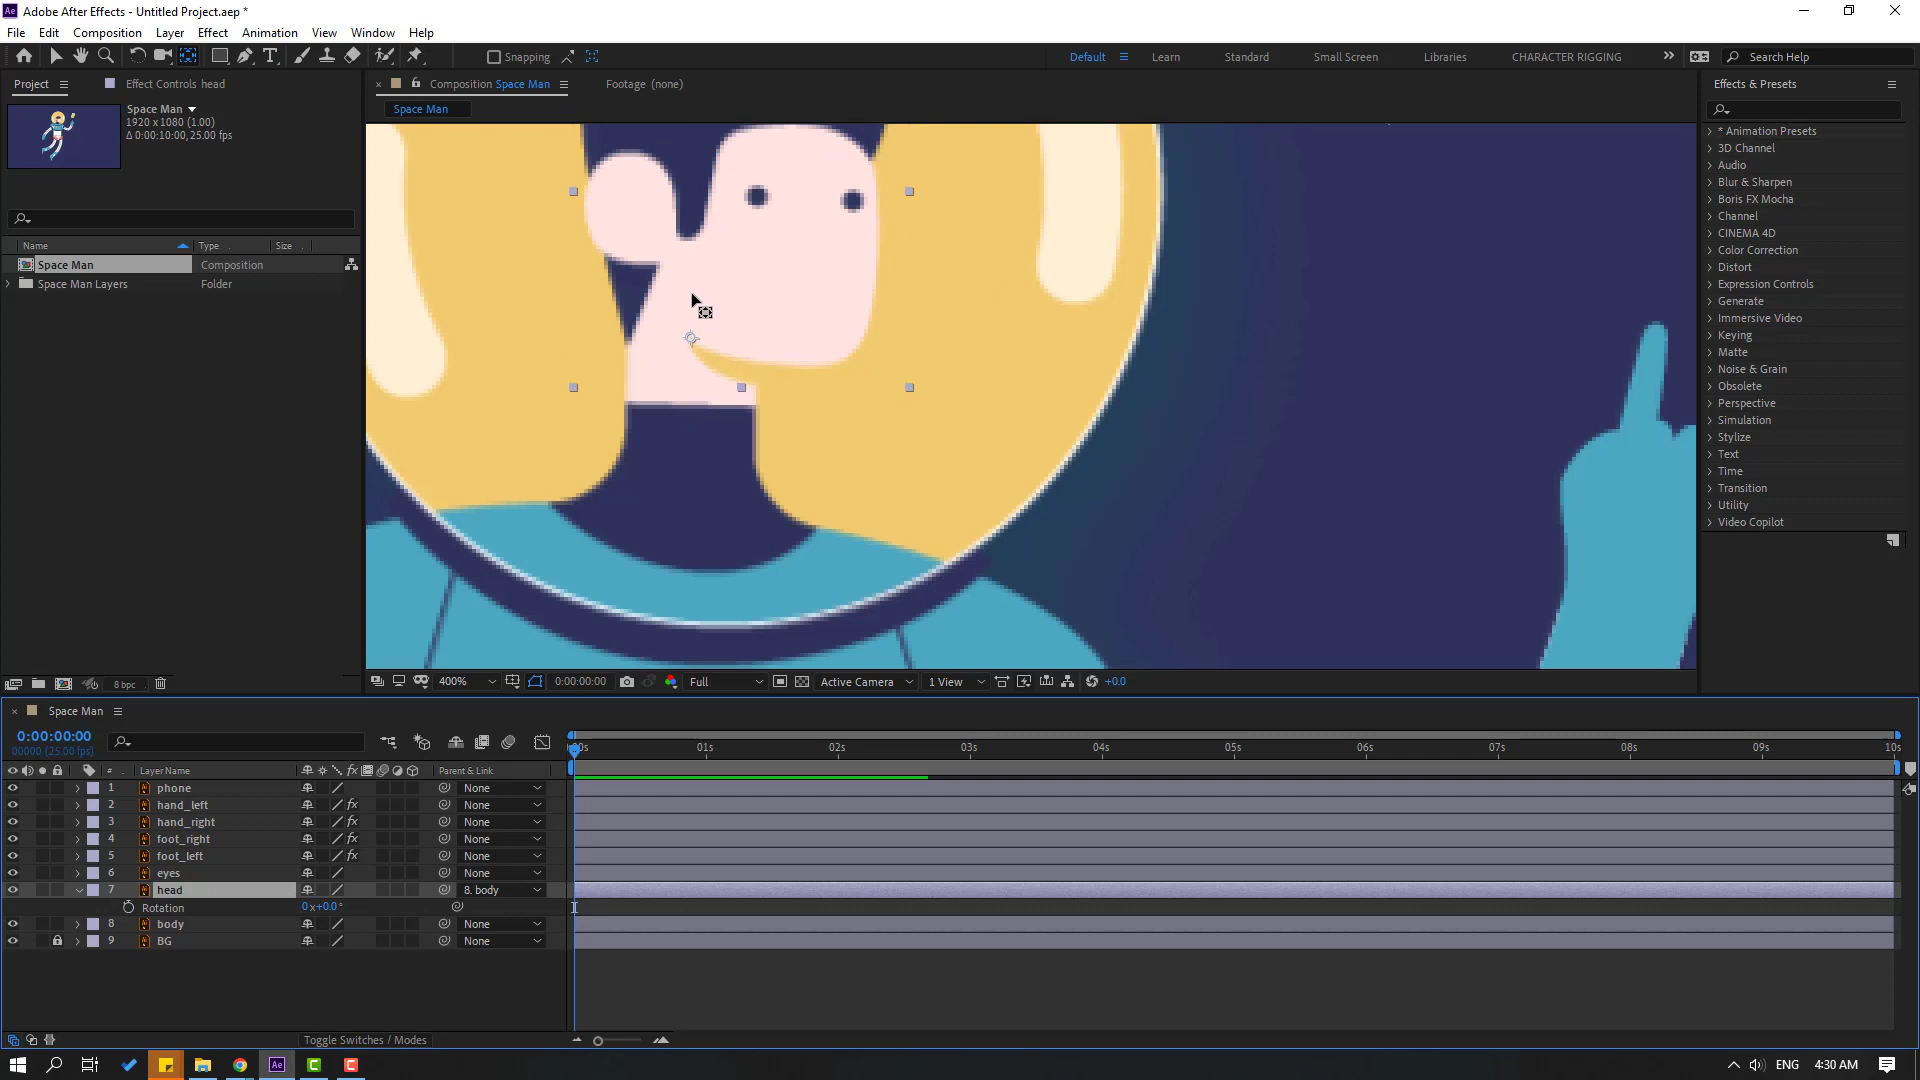 Adobe After Effects - Untitled Project.aep *
File Edit Composition Layer Effect Animation View Window Help
Snapping
Default Learn Standard Small Screen Libraries CHARACTER RIGGING Search Help
Project Effect Controls head
Composition Space Man Footage (none)
Effects & Presets
Space Man
1920 x 1080 (1.00)
Δ 0:00:10:00, 25.00 fps
Space Man
Name Type Size
Space Man Composition
Space Man Layers Folder
* Animation Presets
3D Channel
Audio
Blur & Sharpen
Boris FX Mocha
Channel
CINEMA 4D
Color Correction
Distort
Expression Controls
Generate
Immersive Video
Keying
Matte
Noise & Grain
Obsolete
Perspective
Simulation
Stylize
Text
Time
Transition
Utility
Video Copilot
8 bpc
400% 0:00:00:00 Full Active Camera 1 View +0.0
Space Man
0:00:00:00
00000 (25.00 fps)
:00s 01s 02s 03s 04s 05s 06s 07s 08s 09s 10s
# Layer Name fx Parent & Link
1 phone None
2 hand_left fx None
3 hand_right fx None
4 foot_right fx None
5 foot_left fx None
6 eyes None
7 head 8. body
Rotation 0x+0.0°
8 body None
9 BG None
Toggle Switches / Modes
ENG 4:30 AM